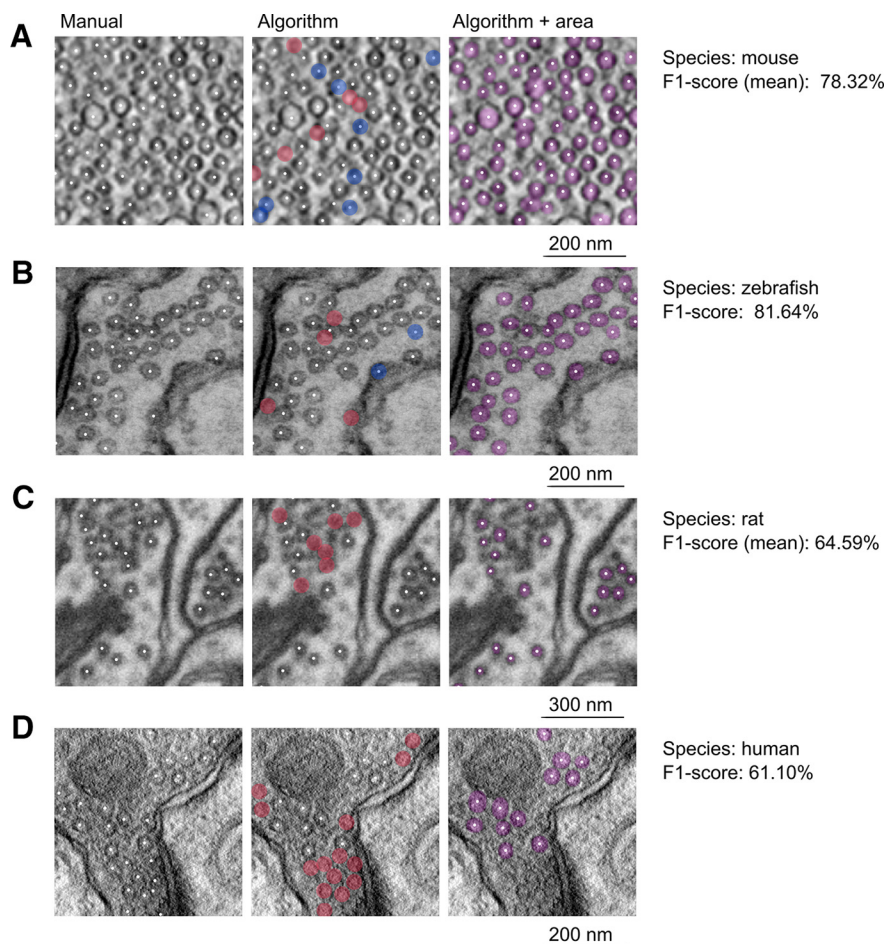 Manual
Algorithm
Algorithm + area
A
Species: mouse
F1-score (mean): 78.32%
200 nm
B
Species: zebrafish
F1-score: 81.64%
200 nm
C
Species: rat
F1-score (mean): 64.59%
300 nm
D
Species: human
F1-score: 61.10%
200 nm